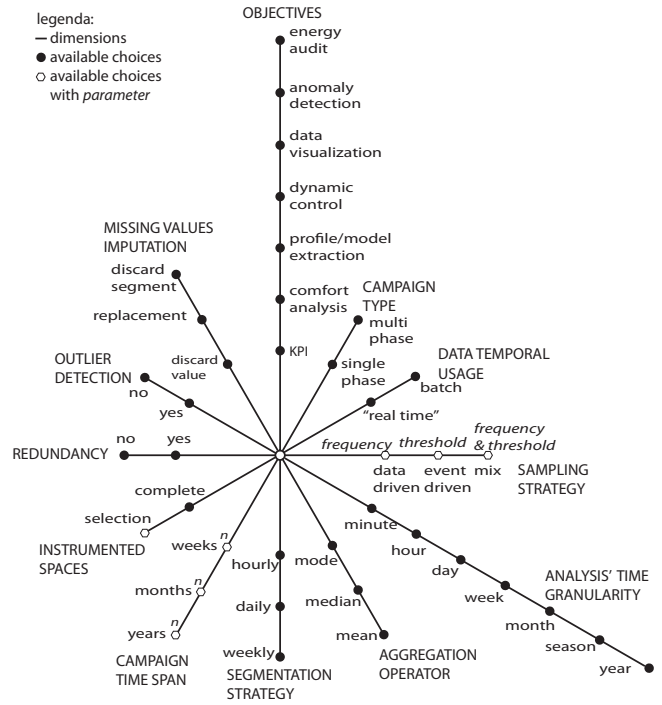 OBJECTIVES
legenda:
dimensions
available choices
available choices
with parameter
energy
audit
anomaly
detection
data
visualization
dynamic
control
profile/model
extraction
comfort
analysis
KPI
MISSING VALUES
IMPUTATION
discard
segment
replacement
discard
value
CAMPAIGN
TYPE
multi
phase
single
phase
OUTLIER
DETECTION
no
yes
DATA TEMPORAL
USAGE
batch
“real time”
REDUNDANCY
no
yes
frequency
threshold
frequency
& threshold
data
driven
event
driven
mix
SAMPLING
STRATEGY
complete
selection
INSTRUMENTED
SPACES
weeks n
months n
years n
CAMPAIGN
TIME SPAN
hourly
daily
weekly
SEGMENTATION
STRATEGY
mode
median
mean
AGGREGATION
OPERATOR
minute
hour
day
week
month
season
year
ANALYSIS’ TIME
GRANULARITY